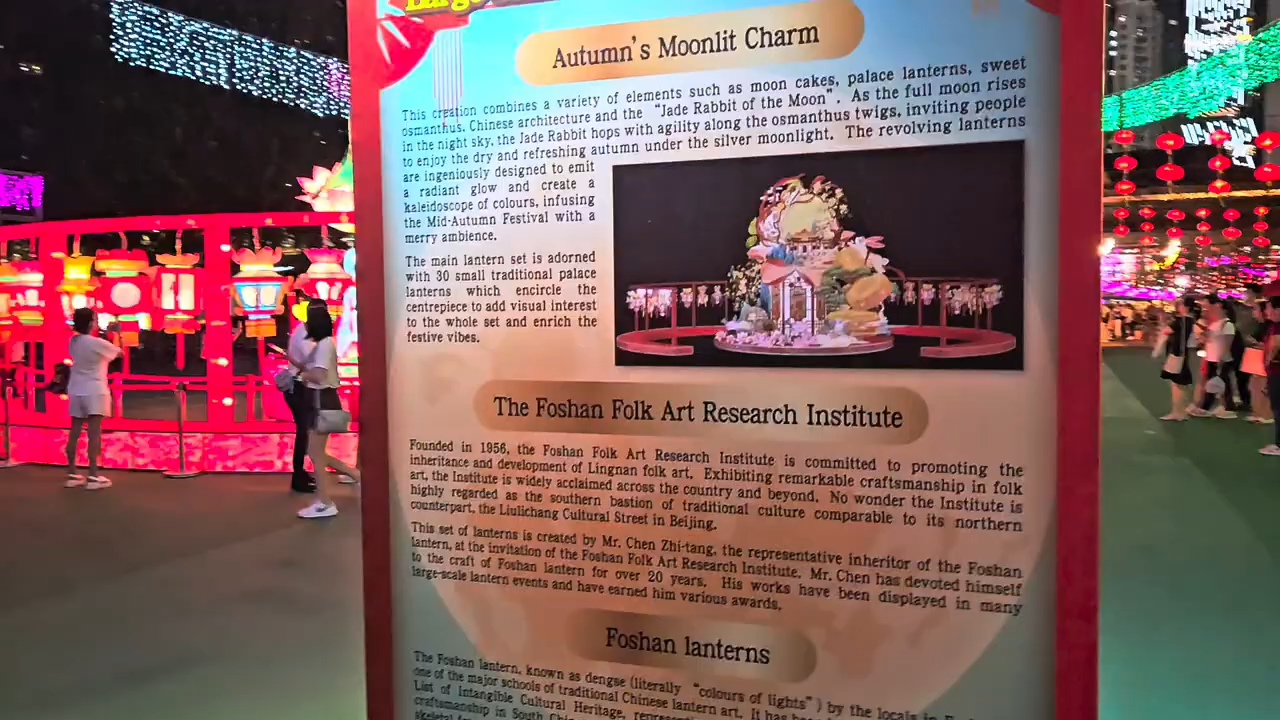 Large
Autumn's Moonlit Charm
This creation combines a variety of elements such as moon cakes, palace lanterns, sweet
osmanthus, Chinese architecture and the "Jade Rabbit of the Moon". As the full moon rises
in the night sky, the Jade Rabbit hops with agility along the osmanthus twigs, inviting people
to enjoy the dry and refreshing autumn under the silver moonlight. The revolving lanterns
are ingeniously designed to emit
a radiant glow and create a
kaleidoscope of colours, infusing
the Mid-Autumn Festival with a
merry ambience.
The main lantern set is adorned
with 30 small traditional palace
lanterns which encircle the
centrepiece to add visual interest
to the whole set and enrich the
festive vibes.
The Foshan Folk Art Research Institute
Founded in 1956, the Foshan Folk Art Research Institute is committed to promoting the
inheritance and development of Lingnan folk art. Exhibiting remarkable craftsmanship in folk
art, the Institute is widely acclaimed across the country and beyond. No wonder the Institute is
highly regarded as the southern bastion of traditional culture comparable to its northern
counterpart, the Liulichang Cultural Street in Beijing.
This set of lanterns is created by Mr. Chen Zhi-tang, the representative inheritor of the Foshan
lantern, at the invitation of the Foshan Folk Art Research Institute. Mr. Chen has devoted himself
to the craft of Foshan lantern for over 20 years. His works have been displayed in many
large-scale lantern events and have earned him various awards.
Foshan lanterns
The Foshan lantern, known as dengse (literally "colours of lights") by the locals in
one of the major schools of traditional Chinese lantern art. It has
List of Intangible Cultural Heritage,
craftsmanship in South